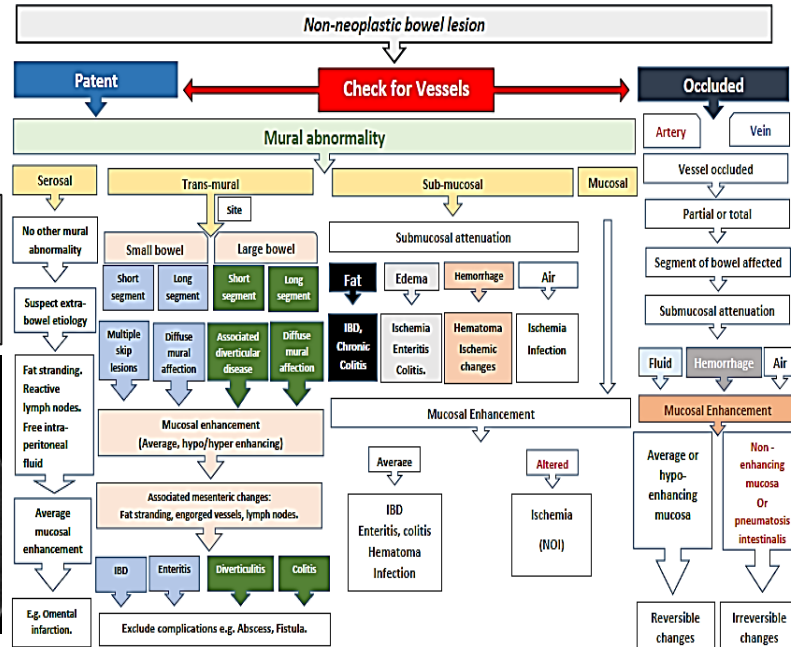 Non-neoplastic bowel lesion
Patent
Check for Vessels
Occluded
Mural abnormality
Artery
Vein
Serosal
Trans-mural
Sub-mucosal
Mucosal
Vessel occluded
Site
No other mural
abnormality
Small bowel
Large bowel
Submucosal attenuation
Partial or total
Short
segment
Long
segment
Short
segment
Long
segment
Fat
Edema
Hemorrhage
Air
Segment of bowel affected
Suspect extra-
bowel etiology
Submucosal attenuation
Multiple
skip
lesions
Diffuse
mural
affection
Associated
diverticular
disease
Diffuse
mural
affection
IBD,
Chronic
Colitis
Ischemia
Enteritis
Colitis.
Hematoma
Ischemic
changes
Ischemia
Infection
Fluid
Hemorrhage
Air
Fat stranding.
Reactive
lymph nodes.
Free intra-
peritoneal
fluid
Mucosal enhancement
(Average, hypo/hyper enhancing)
Mucosal Enhancement
Mucosal Enhancement
Average
Altered
Average or
hypo-
enhancing
mucosa
Non -
enhancing
mucosa
Or
pneumatosis
intestinalis
Associated mesenteric changes:
Fat stranding, engorged vessels, lymph nodes.
IBD
Enteritis, colitis
Hematoma
Infection
Ischemia
(NOI)
Average
mucosal
enhancement
IBD
Enteritis
Diverticulitis
Colitis
E.g. Omental
infarction.
Exclude complications e.g. Abscess, Fistula.
Reversible
changes
Irreversible
changes